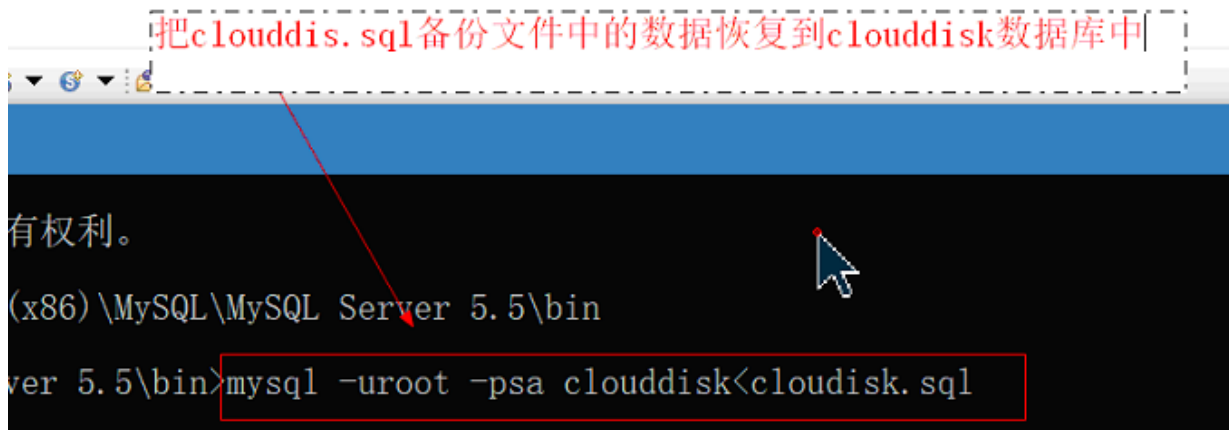 把clouddis.sql备份文件中的数据恢复到clouddisk数据库中
有权利。
(x86)\MySQL\MySQL Server 5.5\bin
ver 5.5\bin>mysql -uroot -psa clouddisk<cloudisk.sql